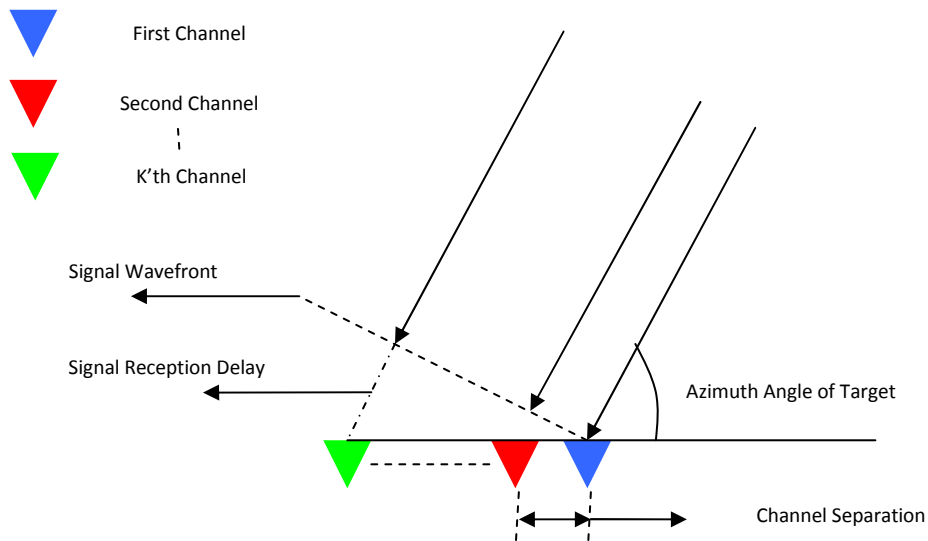 First Channel
Second Channel
K’th Channel
Signal Wavefront
Signal Reception Delay
Azimuth Angle of Target
Channel Separation